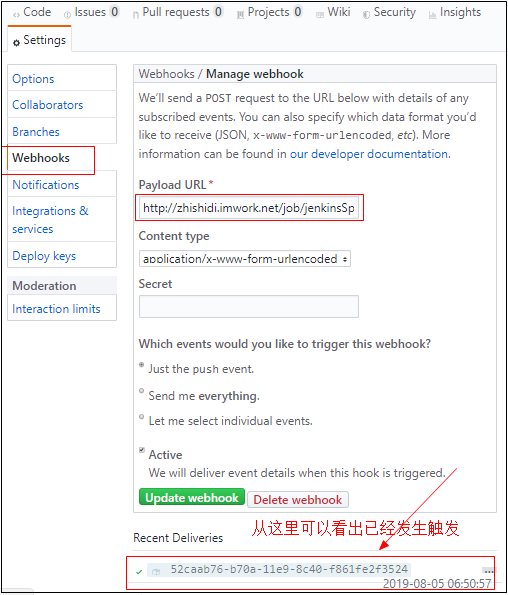 Code Issues 0 Pull requests 0 Projects 0 Wiki Security Insights
Settings
Options
Collaborators
Branches
Webhooks
Notifications
Integrations &
services
Deploy keys
Moderation
Interaction limits
Webhooks / Manage webhook
We'll send a POST request to the URL below with details of any
subscribed events. You can also specify which data format you'd
like to receive (JSON, x-www-form-urlencoded, etc). More
information can be found in our developer documentation.
Payload URL *
http://zhishidi.imwork.net/job/jenkinsSp
Content type
application/x-www-form-urlencoded
Secret
Which events would you like to trigger this webhook?
Just the push event.
Send me everything.
Let me select individual events.
Active
We will deliver event details when this hook is triggered.
Update webhook Delete webhook
从这里可以看出已经发生触发
Recent Deliveries
52caab76-b70a-11e9-8c40-f861fe2f3524 ...
2019-08-05 06:50:57